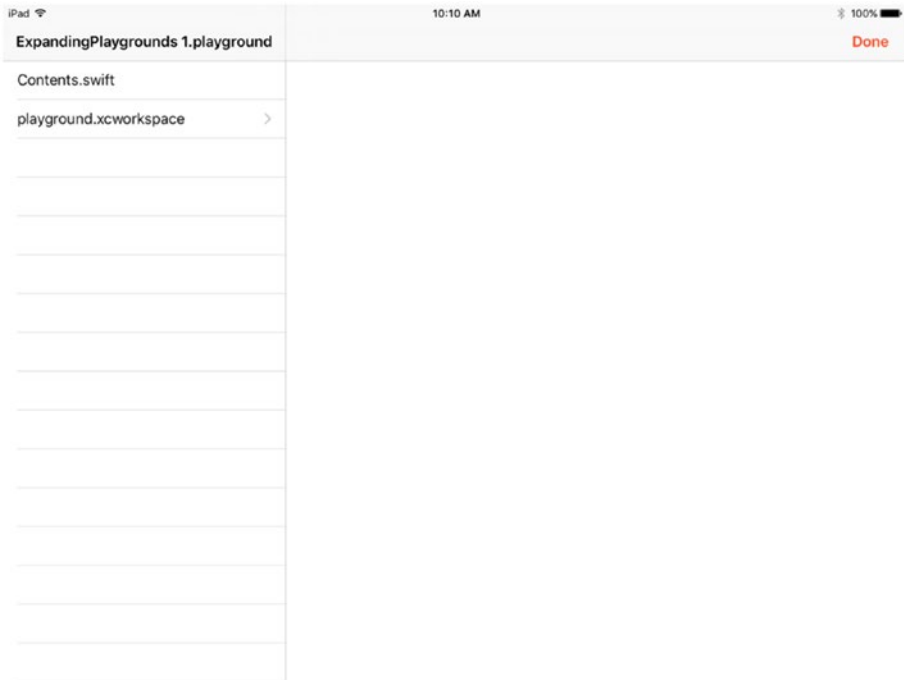 iPad 10:10 AM 100%
ExpandingPlaygrounds 1.playground Done
Contents.swift
playground.xcworkspace